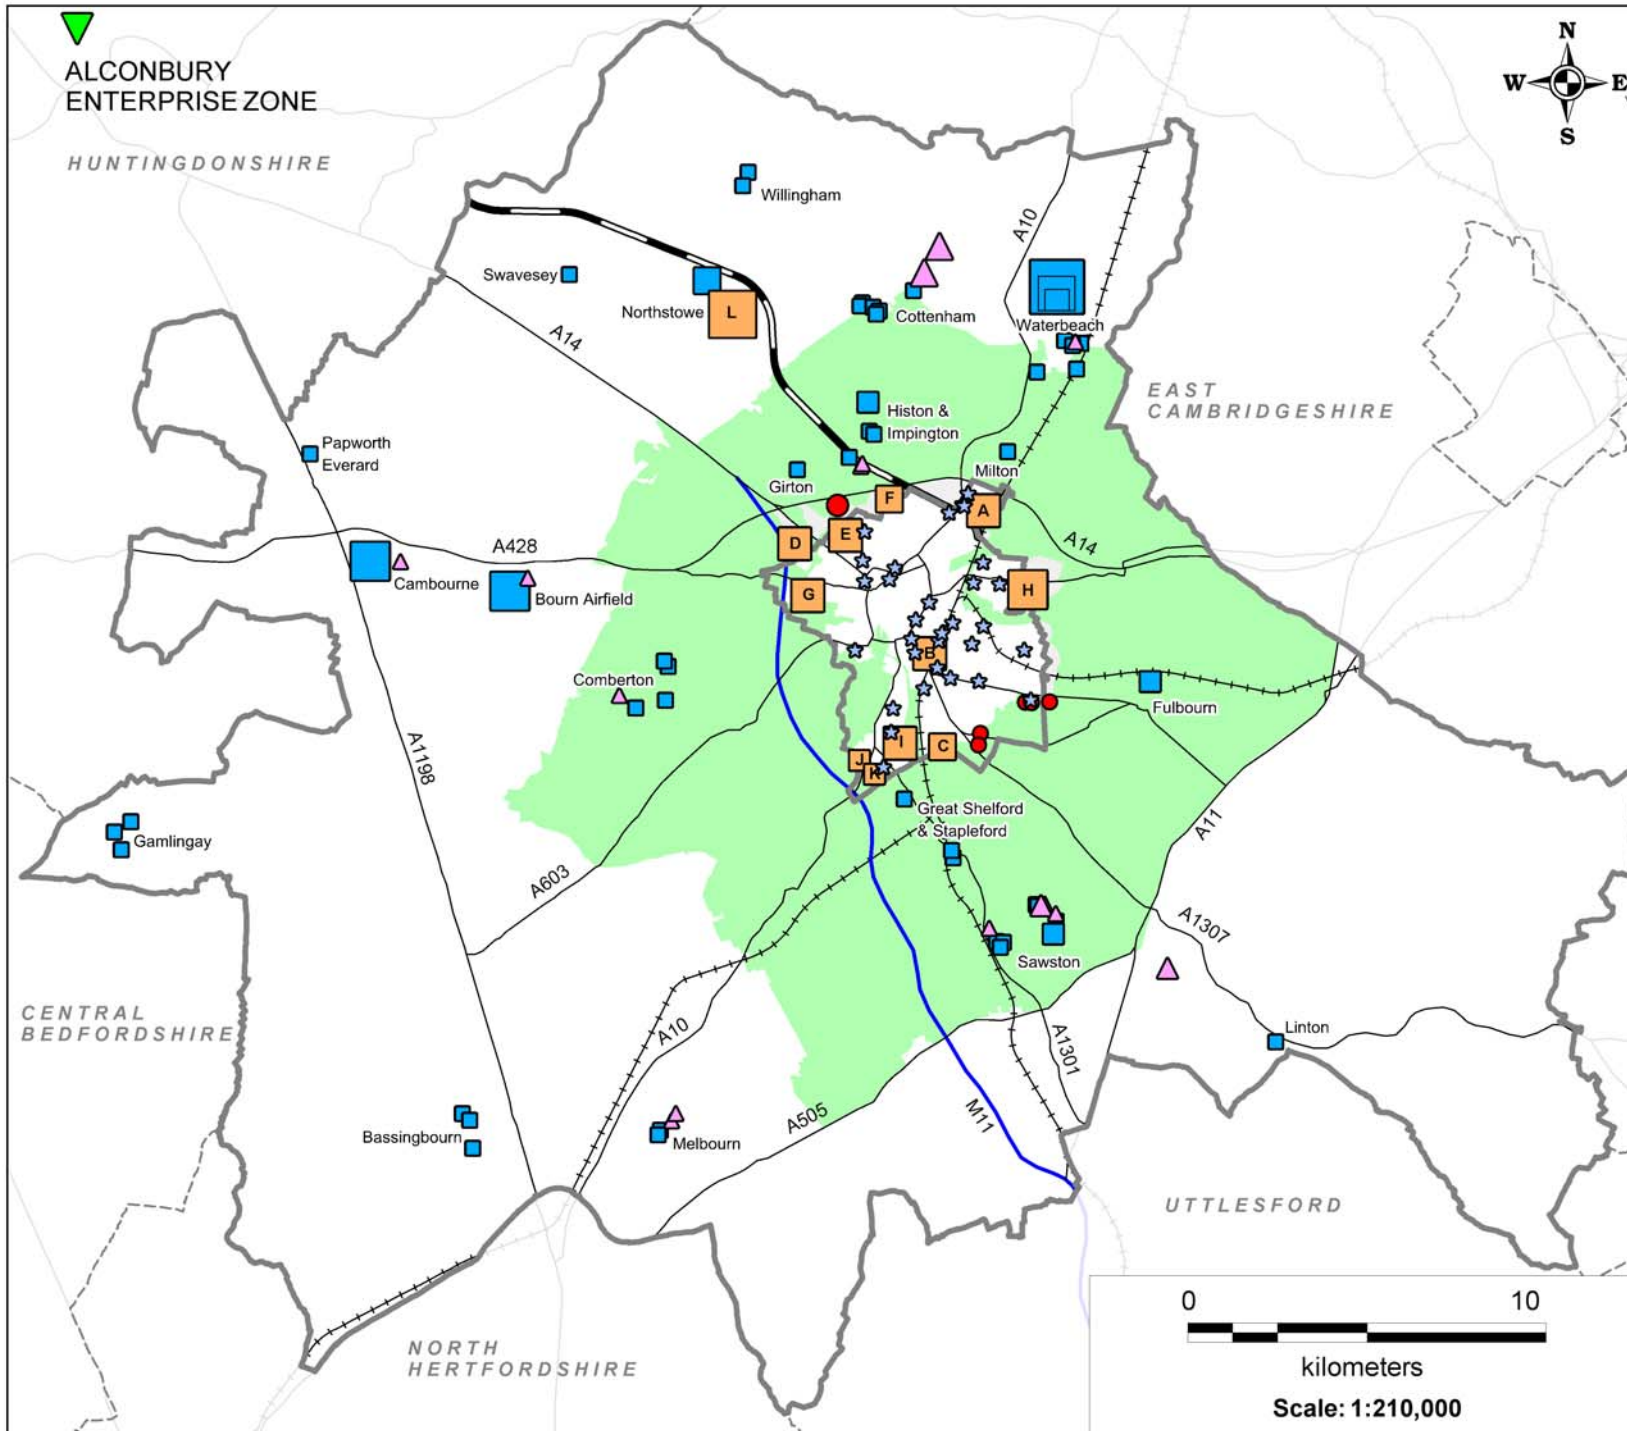 ALCONBURY
ENTERPRISE ZONE
N
W
E
S
HUNTINGDONSHIRE
Willingham
A10
Swavesey
Northstowe
L
Cottenham
Waterbeach
A14
EAST
CAMBRIDGESHIRE
Histon &
Impington
Papworth
Everard
Girton
Milton
F
A
E
D
A428
A14
Cambourne
Bourn Airfield
G
H
B
Comberton
Fulbourn
A1198
I
C
J
K
Great Shelford
& Stapleford
Gamlingay
A11
A603
A1307
Sawston
CENTRAL
BEDFORDSHIRE
A10
A1301
Linton
Bassingbourn
Melbourn
A505
M11
UTTLESFORD
NORTH
HERTFORDSHIRE
0
10
kilometers
Scale: 1:210,000